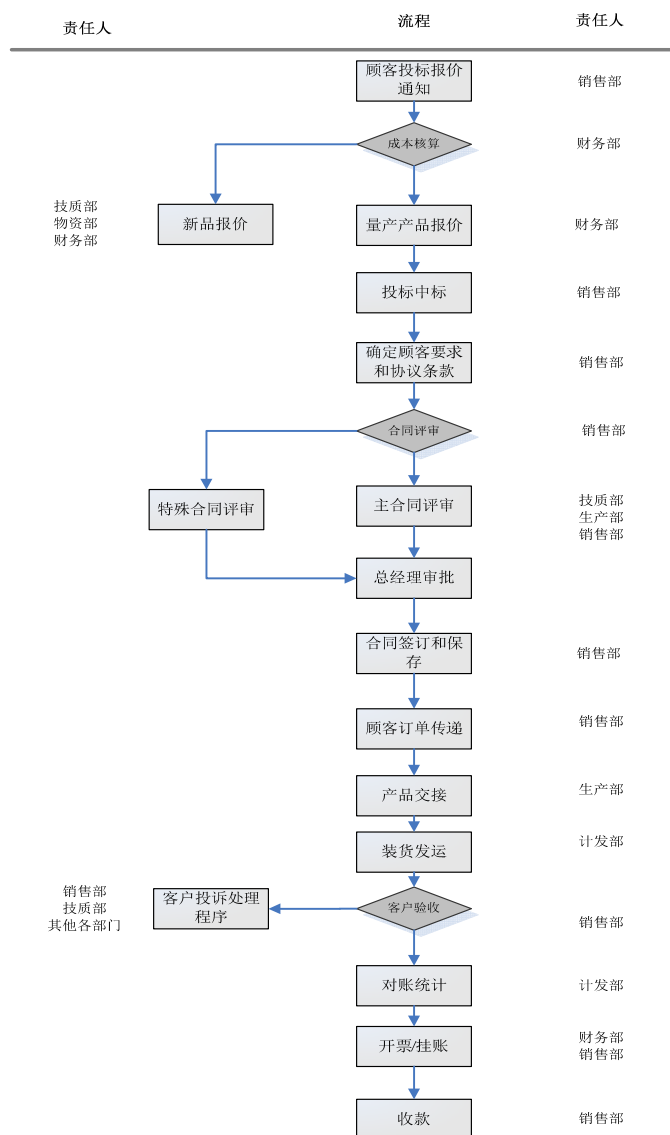 责任人
流程
责任人
顾客投标报价
通知
销售部
成本核算
财务部
技质部
物资部
财务部
新品报价
量产产品报价
财务部
投标中标
销售部
确定顾客要求
和协议条款
销售部
合同评审
销售部
特殊合同评审
主合同评审
技质部
生产部
销售部
总经理审批
合同签订和保
存
销售部
顾客订单传递
销售部
产品交接
生产部
装货发运
计发部
销售部
技质部
其他各部门
客户投诉处理
程序
客户验收
销售部
对账统计
计发部
开票/挂账
财务部
销售部
收款
销售部